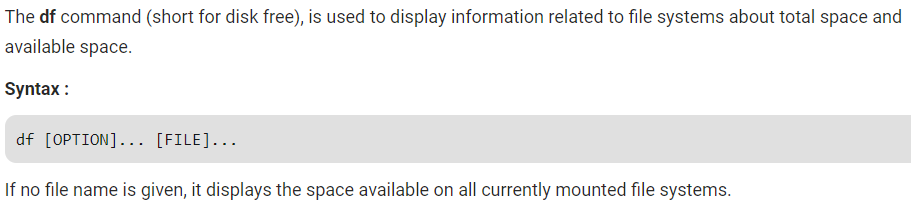 The df command (short for disk free), is used to display information related to file systems about total space and
available space.
Syntax :
df [OPTION]... [FILE]...
If no file name is given, it displays the space available on all currently mounted file systems.